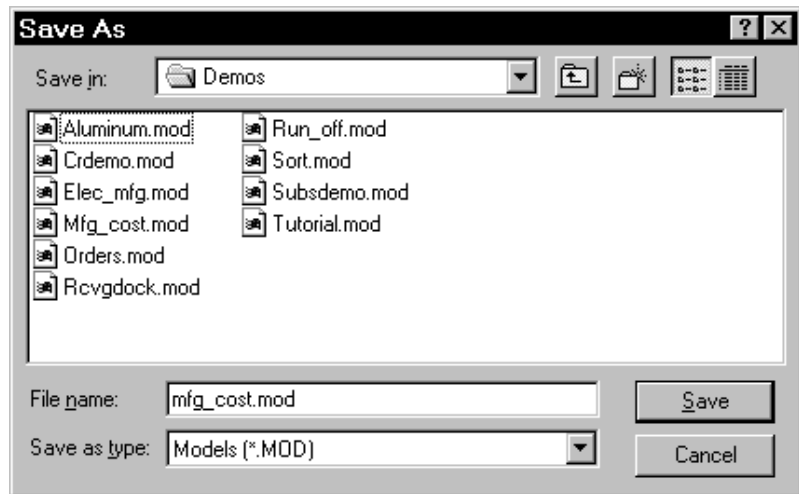 Save As
Save in: Demos
Aluminum.mod
Crdemo.mod
Elec_mfg.mod
Mfg_cost.mod
Orders.mod
Rcvgdock.mod
Run_off.mod
Sort.mod
Subsdemo.mod
Tutorial.mod
File name: mfg_cost.mod
Save
Save as type: Models (*.MOD)
Cancel